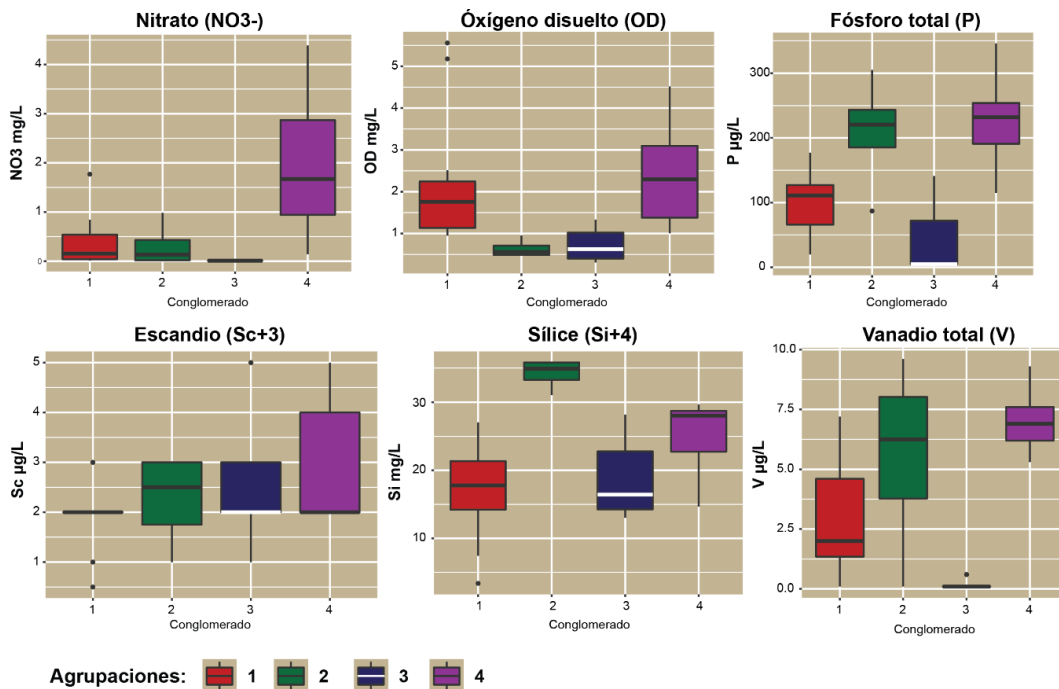 Nitrato (NO3-)
NO3 mg/L
4
3
2
1
0
1 2 3 4
Conglomerado
Óxígeno disuelto (OD)
OD mg/L
5
4
3
2
1
1 2 3 4
Conglomerado
Fósforo total (P)
P µg/L
300
200
100
0
1 2 3 4
Conglomerado
Escandio (Sc+3)
Sc µg/L
5
4
3
2
1
1 2 3 4
Conglomerado
Sílice (Si+4)
Si mg/L
30
20
10
1 2 3 4
Conglomerado
Vanadio total (V)
V µg/L
10.0
7.5
5.0
2.5
0.0
1 2 3 4
Conglomerado
Agrupaciones: 1 2 3 4